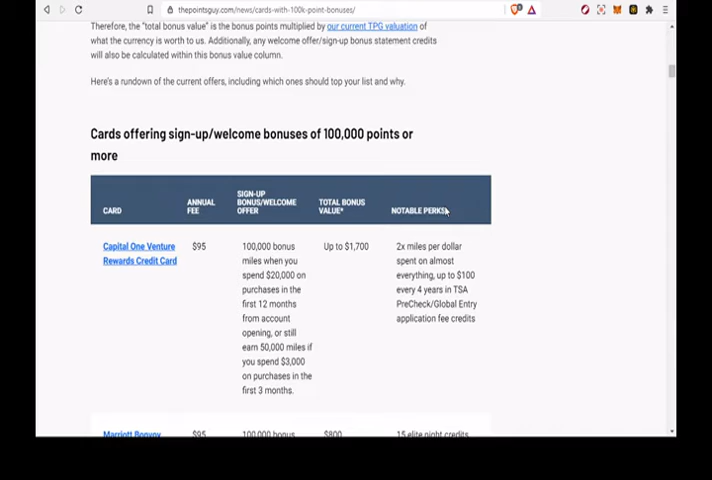 thepointsguy.com/news/cards-with-100k-point-bonuses/
Therefore, the "total bonus value" is the bonus points multiplied by our current TPG valuation of
what the currency is worth to us. Additionally, any welcome offer/sign-up bonus statement credits
will also be calculated within this bonus value column.
Here's a rundown of the current offers, including which ones should top your list and why.
Cards offering sign-up/welcome bonuses of 100,000 points or
more
CARD
ANNUAL
FEE
SIGN-UP
BONUS/WELCOME
OFFER
TOTAL BONUS
VALUE*
NOTABLE PERKS
Capital One Venture
Rewards Credit Card
$95
100,000 bonus
miles when you
spend $20,000 on
purchases in the
first 12 months
from account
opening, or still
earn 50,000 miles if
you spend $3,000
on purchases in the
first 3 months.
Up to $1,700
2x miles per dollar
spent on almost
everything, up to $100
every 4 years in TSA
PreCheck/Global Entry
application fee credits
Marriott Bonvoy
$95
100,000 bonus
$800
15 elite night credits